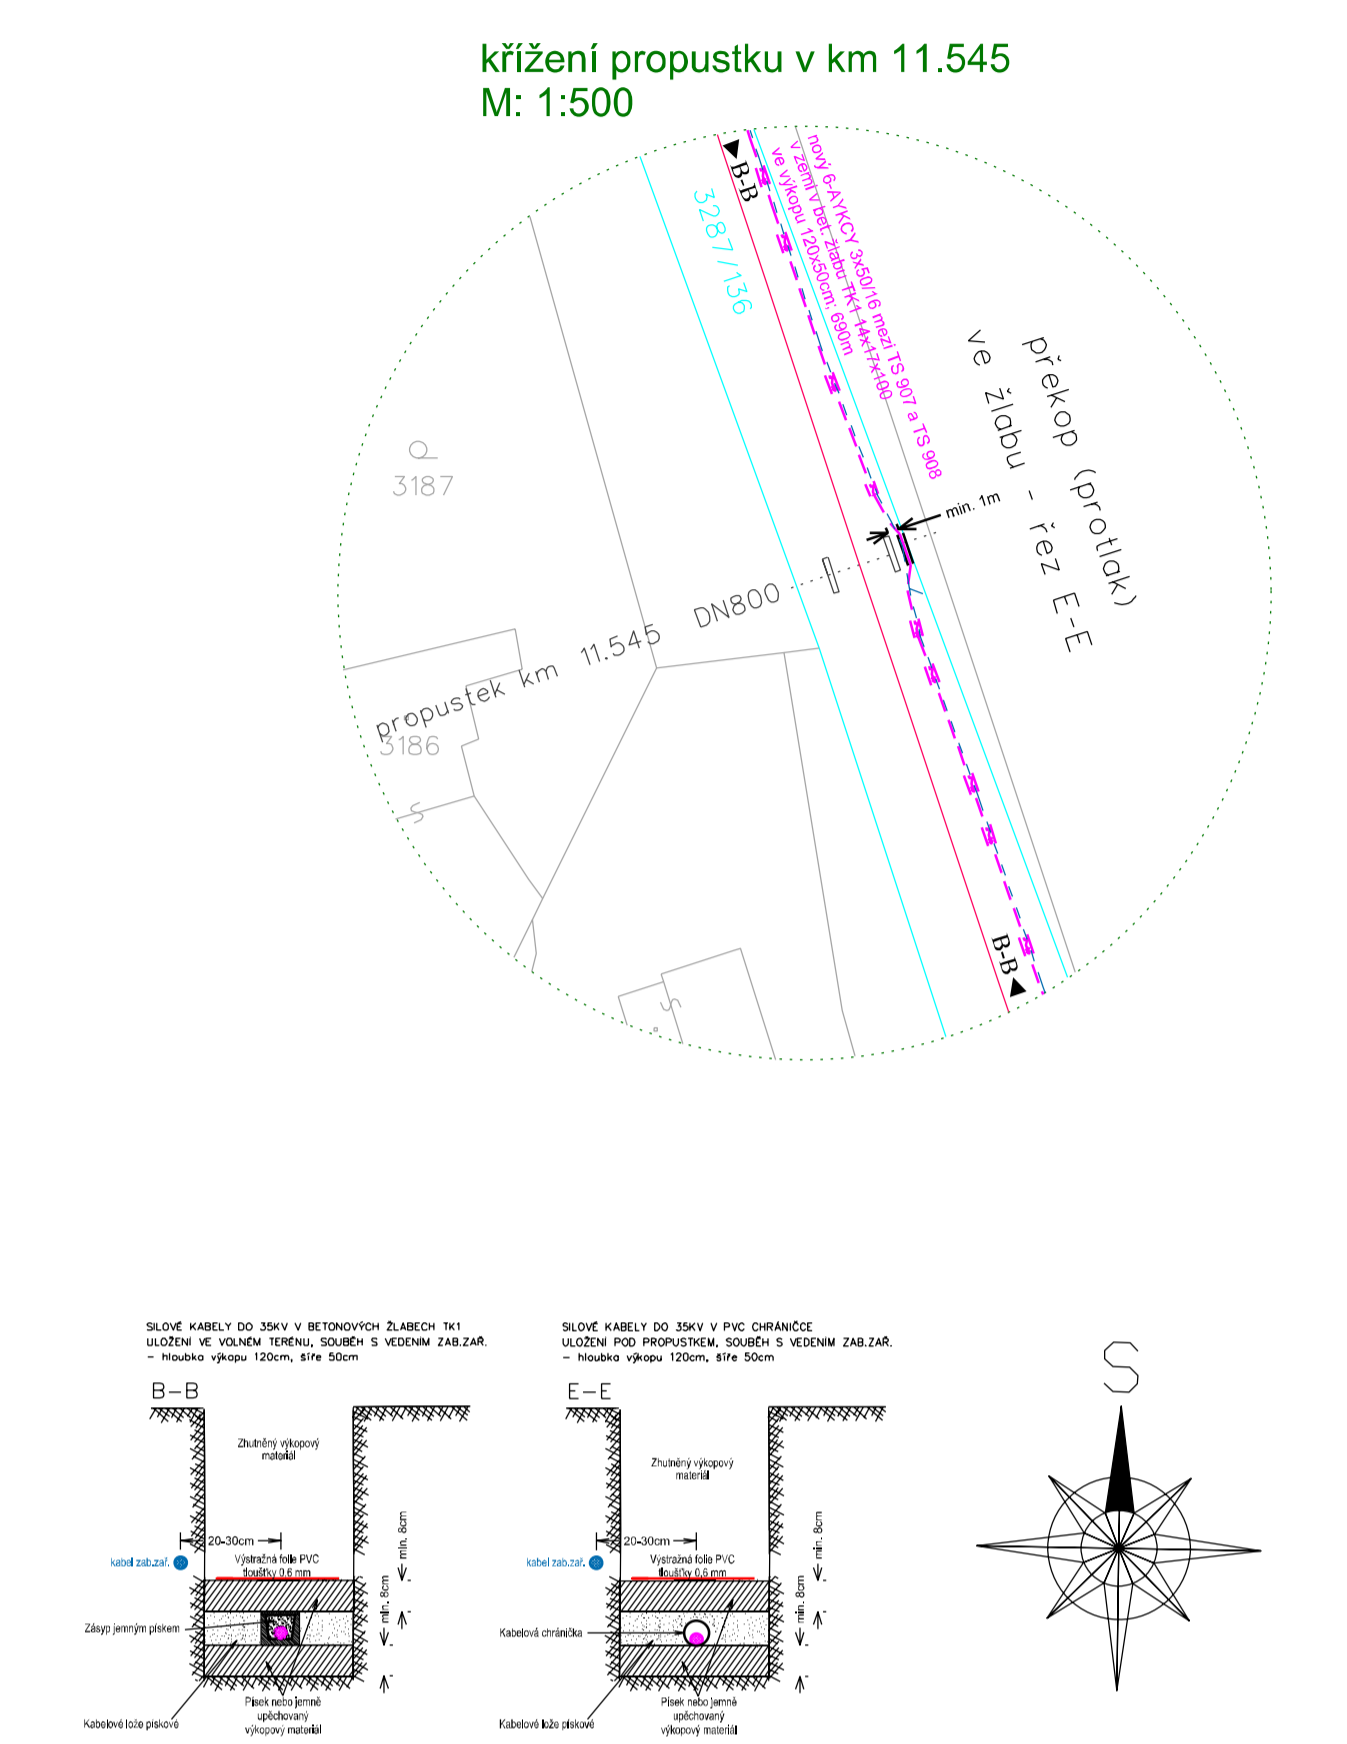 křížení propustku v km 11.545
M: 1:500
B-B
3287/136
nový 6-AYKCY 3x50/16 mezi TS 907 a TS 908
v zemi v bet. žlabu TK1 14x17x100
ve výkopu 120x50cm; 690m
překop (protlak)
ve žlabu - řez E-E
min. 1m
3187
propustek km 11.545 DN800
3186
B-B
SILOVÉ KABELY DO 35KV V BETONOVÝCH ŽLABECH TK1
ULOŽENÍ VE VOLNÉM TERÉNU, SOUBĚH S VEDENÍM ZAB.ZAŘ.
- hloubka výkopu 120cm, šíře 50cm
B-B
Zhutněný výkopový
materiál
20-30cm
kabel zab.zař.
Výstražná folie PVC
tloušťky 0.6 mm
min. 8cm
min. 8cm
Zásyp jemným pískem
Kabelové lože pískové
Písek nebo jemně
upěchovaný
výkopový materiál
SILOVÉ KABELY DO 35KV V PVC CHRÁNIČCE
ULOŽENÍ POD PROPUSTKEM, SOUBĚH S VEDENÍM ZAB.ZAŘ.
- hloubka výkopu 120cm, šíře 50cm
E-E
Zhutněný výkopový
materiál
20-30cm
kabel zab.zař.
Výstražná folie PVC
tloušťky 0,6 mm
min. 8cm
min. 8cm
Kabelová chránička
Kabelové lože pískové
Písek nebo jemně
upěchovaný
výkopový materiál
S